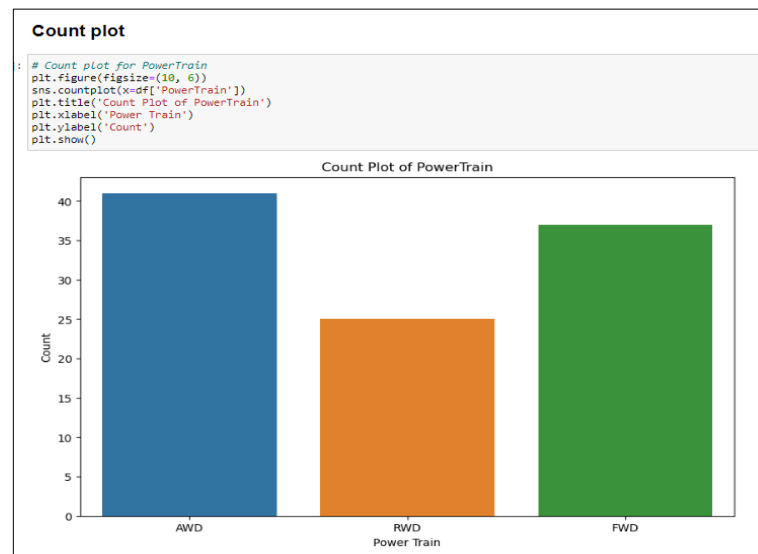 Count plot
]: # Count plot for PowerTrain
plt.figure(figsize=(10, 6))
sns.countplot(x=df['PowerTrain'])
plt.title('Count Plot of PowerTrain')
plt.xlabel('Power Train')
plt.ylabel('Count')
plt.show()
Count Plot of PowerTrain
40
35
30
25
20
15
10
5
0
Count
AWD RWD FWD
Power Train